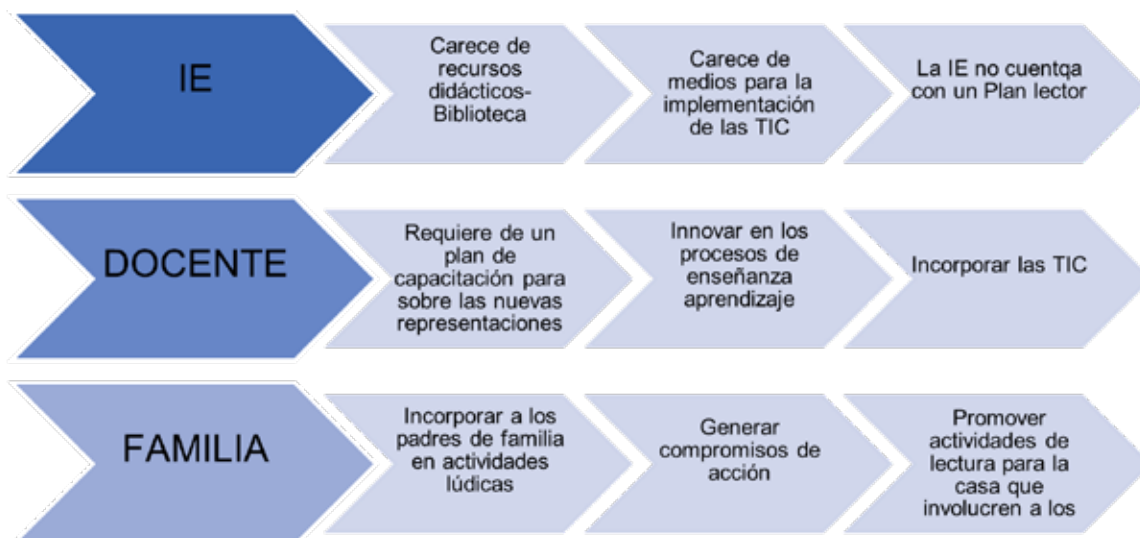 IE
Carece de
recursos
didácticos-
Biblioteca
Carece de
medios para la
implementación
de las TIC
La IE no cuentqa
con un Plan lector
DOCENTE
Requiere de un
plan de
capacitación para
sobre las nuevas
representaciones
Innovar en los
procesos de
enseñanza
aprendizaje
Incorporar las TIC
FAMILIA
Incorporar a los
padres de familia
en actividades
lúdicas
Generar
compromisos de
acción
Promover
actividades de
lectura para la
casa que
involucren a los